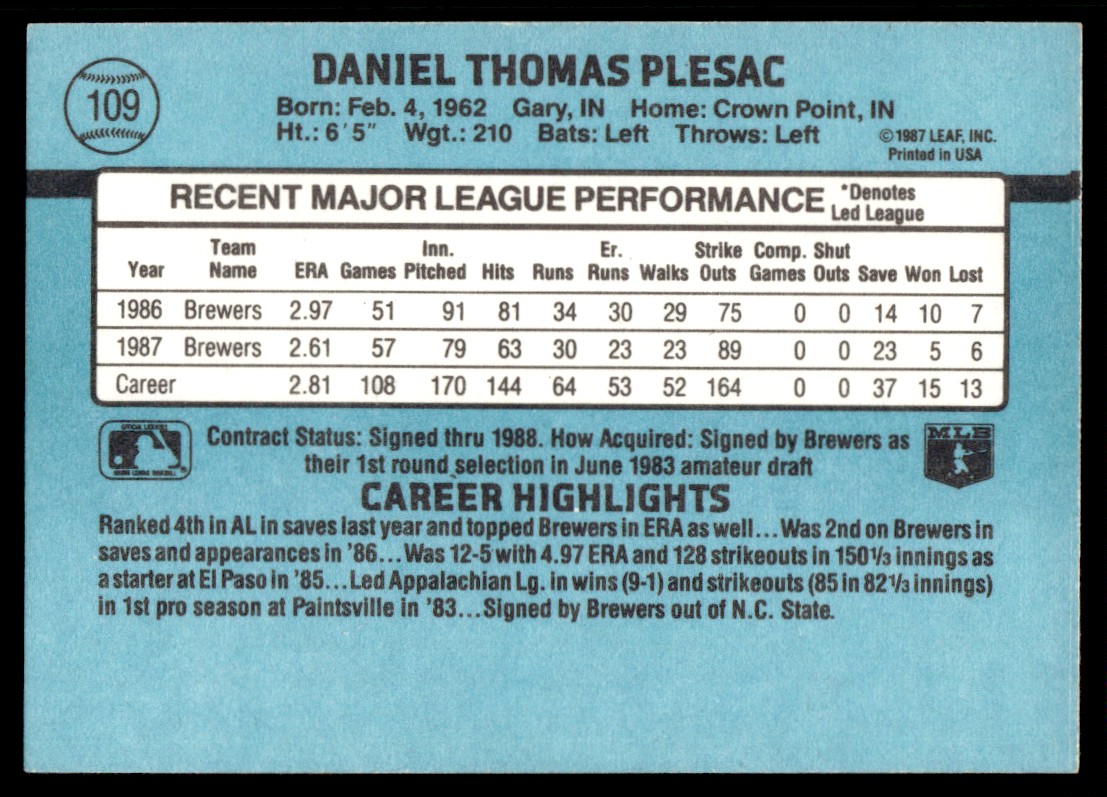 109
DANIEL THOMAS PLESAC
Born: Feb. 4, 1962 Gary, IN Home: Crown Point, IN
Ht.: 6'5" Wgt.: 210 Bats: Left Throws: Left
©1987 LEAF, INC.
Printed in USA
RECENT MAJOR LEAGUE PERFORMANCE *Denotes Led League
Year Team Name ERA Games Inn. Pitched Hits Runs Er. Runs Walks Strike Outs Comp. Games Shut Outs Save Won Lost
1986 Brewers 2.97 51 91 81 34 30 29 75 0 0 14 10 7
1987 Brewers 2.61 57 79 63 30 23 23 89 0 0 23 5 6
Career 2.81 108 170 144 64 53 52 164 0 0 37 15 13
Contract Status: Signed thru 1988. How Acquired: Signed by Brewers as
their 1st round selection in June 1983 amateur draft
MLB
CAREER HIGHLIGHTS
Ranked 4th in AL in saves last year and topped Brewers in ERA as well...Was 2nd on Brewers in
saves and appearances in '86...Was 12-5 with 4.97 ERA and 128 strikeouts in 150⅓ innings as
a starter at El Paso in '85...Led Appalachian Lg. in wins (9-1) and strikeouts (85 in 82⅓ innings)
in 1st pro season at Paintsville in '83...Signed by Brewers out of N.C. State.